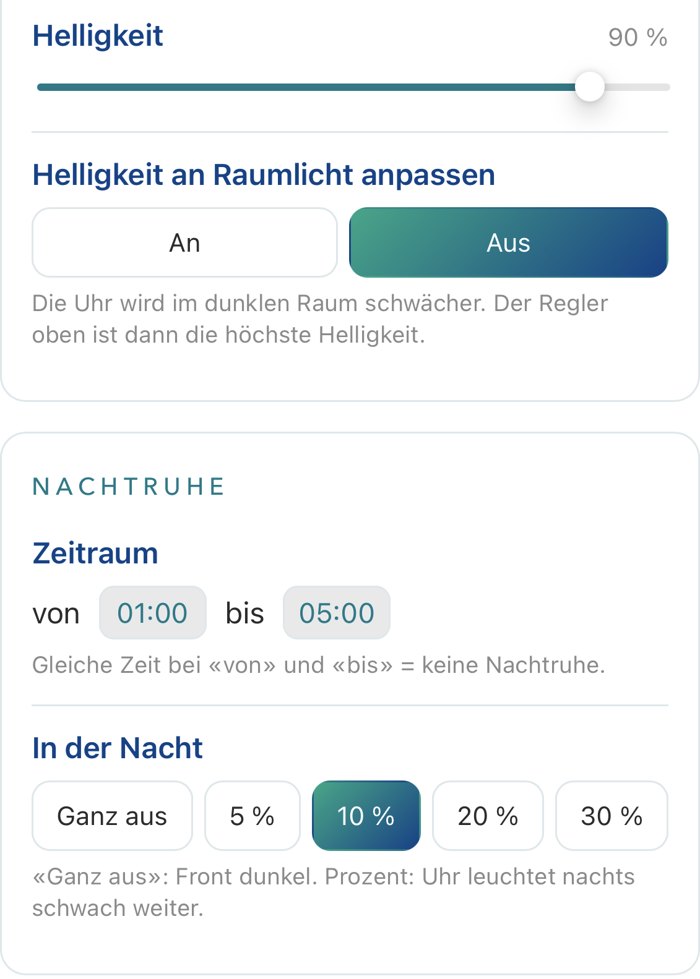 Helligkeit 90 %
Helligkeit an Raumlicht anpassen
An Aus
Die Uhr wird im dunklen Raum schwächer. Der Regler
oben ist dann die höchste Helligkeit.
NACHTRUHE
Zeitraum
von 01:00 bis 05:00
Gleiche Zeit bei «von» und «bis» = keine Nachtruhe.
In der Nacht
Ganz aus 5 % 10 % 20 % 30 %
«Ganz aus»: Front dunkel. Prozent: Uhr leuchtet nachts
schwach weiter.